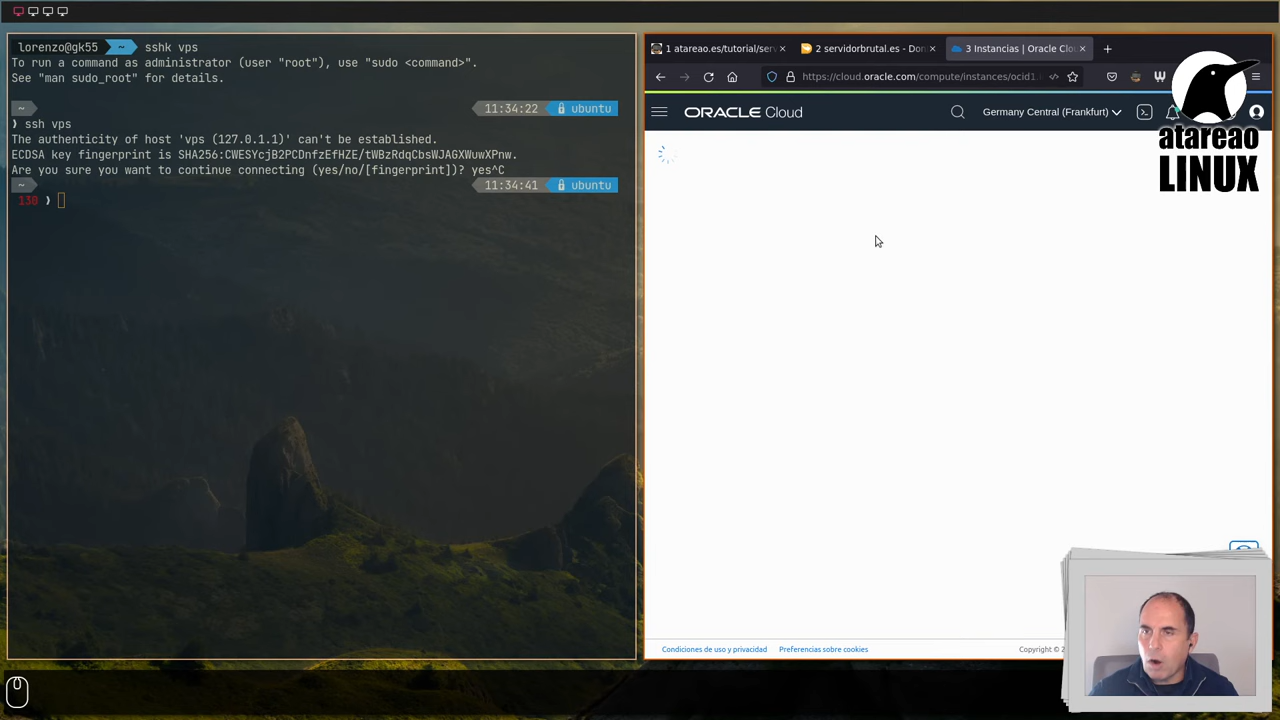 lorenzo@gk55 ~ sshk vps
To run a command as administrator (user "root"), use "sudo <command>".
See "man sudo_root" for details.
~ 11:34:22 ubuntu
❯ ssh vps
The authenticity of host 'vps (127.0.1.1)' can't be established.
ECDSA key fingerprint is SHA256:CWESYcjB2PCDnfzEfHZE/tWBzRdqCbsWJAGXWuwXPnw.
Are you sure you want to continue connecting (yes/no/[fingerprint])? yes^C
~ 11:34:41 ubuntu
130 ❯
1 atareao.es/tutorial/ser
2 servidorbrutal.es - Don
3 Instancias | Oracle Clou
https://cloud.oracle.com/compute/instances/ocid1.
ORACLE Cloud
Germany Central (Frankfurt)
atareao
LINUX
Condiciones de uso y privacidad
Preferencias sobre cookies
Copyright © 2